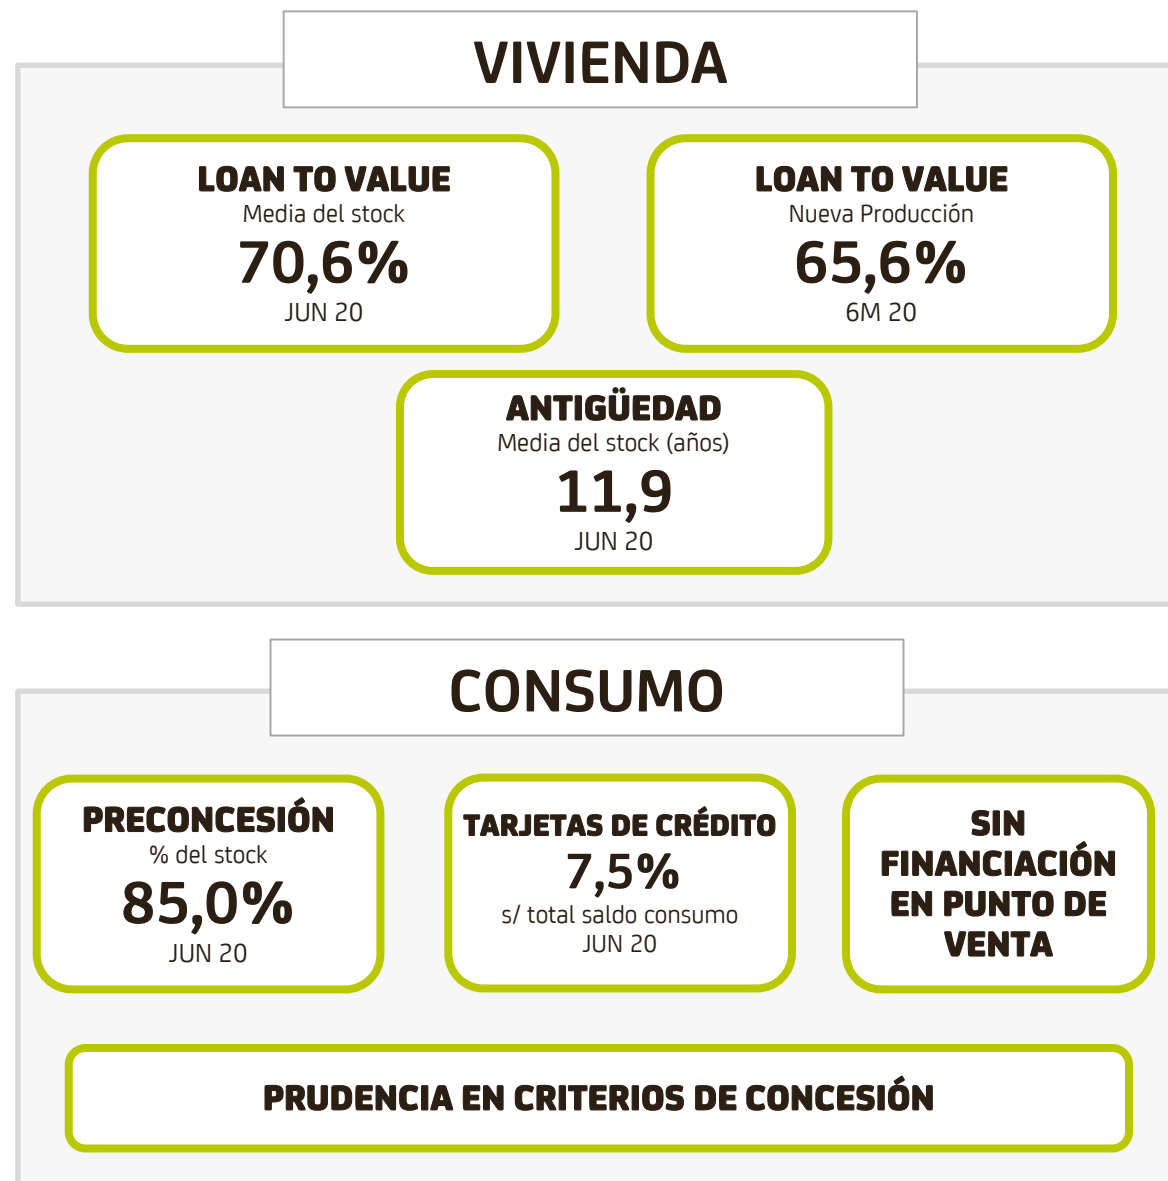 VIVIENDA
LOAN TO VALUE
Media del stock
70,6%
JUN 20
LOAN TO VALUE
Nueva Producción
65,6%
6M 20
ANTIGÜEDAD
Media del stock (años)
11,9
JUN 20
CONSUMO
PRECONCESIÓN
% del stock
85,0%
JUN 20
TARJETAS DE CRÉDITO
7,5%
s/ total saldo consumo
JUN 20
SIN
FINANCIACIÓN
EN PUNTO DE
VENTA
PRUDENCIA EN CRITERIOS DE CONCESIÓN